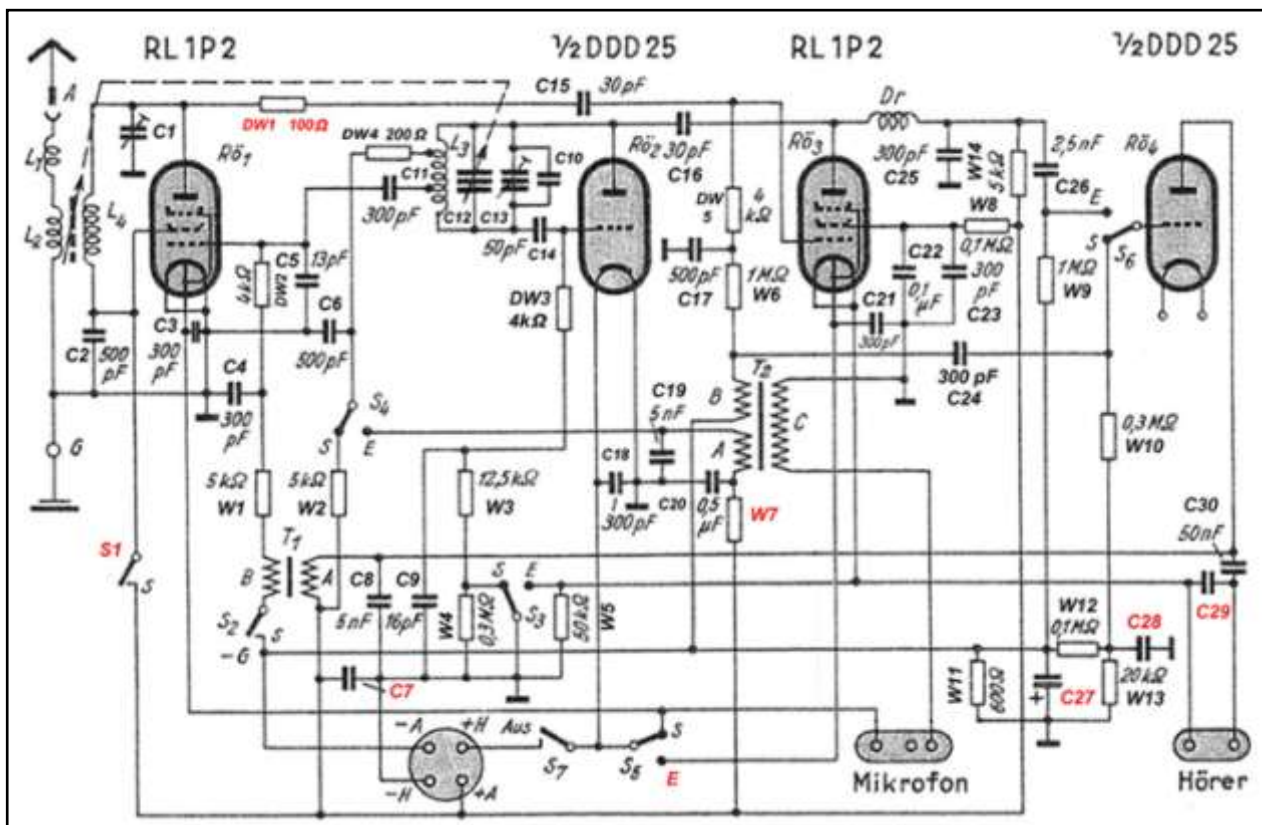 RL1P2
½DDD25
RL1P2
½DDD25
A
C1
DW1 100Ω
C15
30pF
Dr
DW4 200Ω
L3
C10
C11
300pF
C12
C13
Rö1
Rö2
30pF
C16
Rö3
300pF
C25
W14
5kΩ
2,5nF
C26
Rö4
L1
L2
L4
C5
13pF
4kΩ
DW2
C6
500pF
50pF
C14
DW3
4kΩ
DW
5
4
kΩ
500pF
C17
1MΩ
W6
W8
0,1MΩ
C22
0,1
µF
300
pF
C23
C21
300pF
E
S
S6
1MΩ
W9
C2
500
pF
C3
300
pF
C4
300
pF
S4
S
E
C19
5nF
T2
B
A
C
300 pF
C24
0,3MΩ
W10
G
5kΩ
W1
5kΩ
W2
12,5kΩ
W3
C18
1
300pF
C20
0,5
µF
W7
C30
50nF
S1
S
T1
B
A
C8
5nF
C9
16pF
S
E
S3
W4
0,3MΩ
50kΩ
W5
S2
S
-G
C7
W12
0,1MΩ
C28
C29
W11
600Ω
+
C27
20kΩ
W13
-A
+H
Aus
S7
S5
S
E
-H
+A
Mikrofon
Hörer